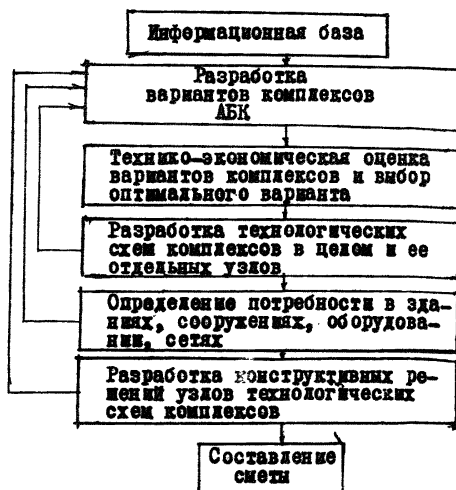 Информационная база
Разработка
вариантов комплексов
АБК
Технико-экономическая оценка
вариантов комплексов и выбор
оптимального варианта
Разработка технологических
схем комплексов в целом и ее
отдельных узлов
Определение потребности в зда-
ниях, сооружениях, оборудова-
нии, сетях
Разработка конструктивных ре-
шений узлов технологических
схем комплексов
Составление
сметы